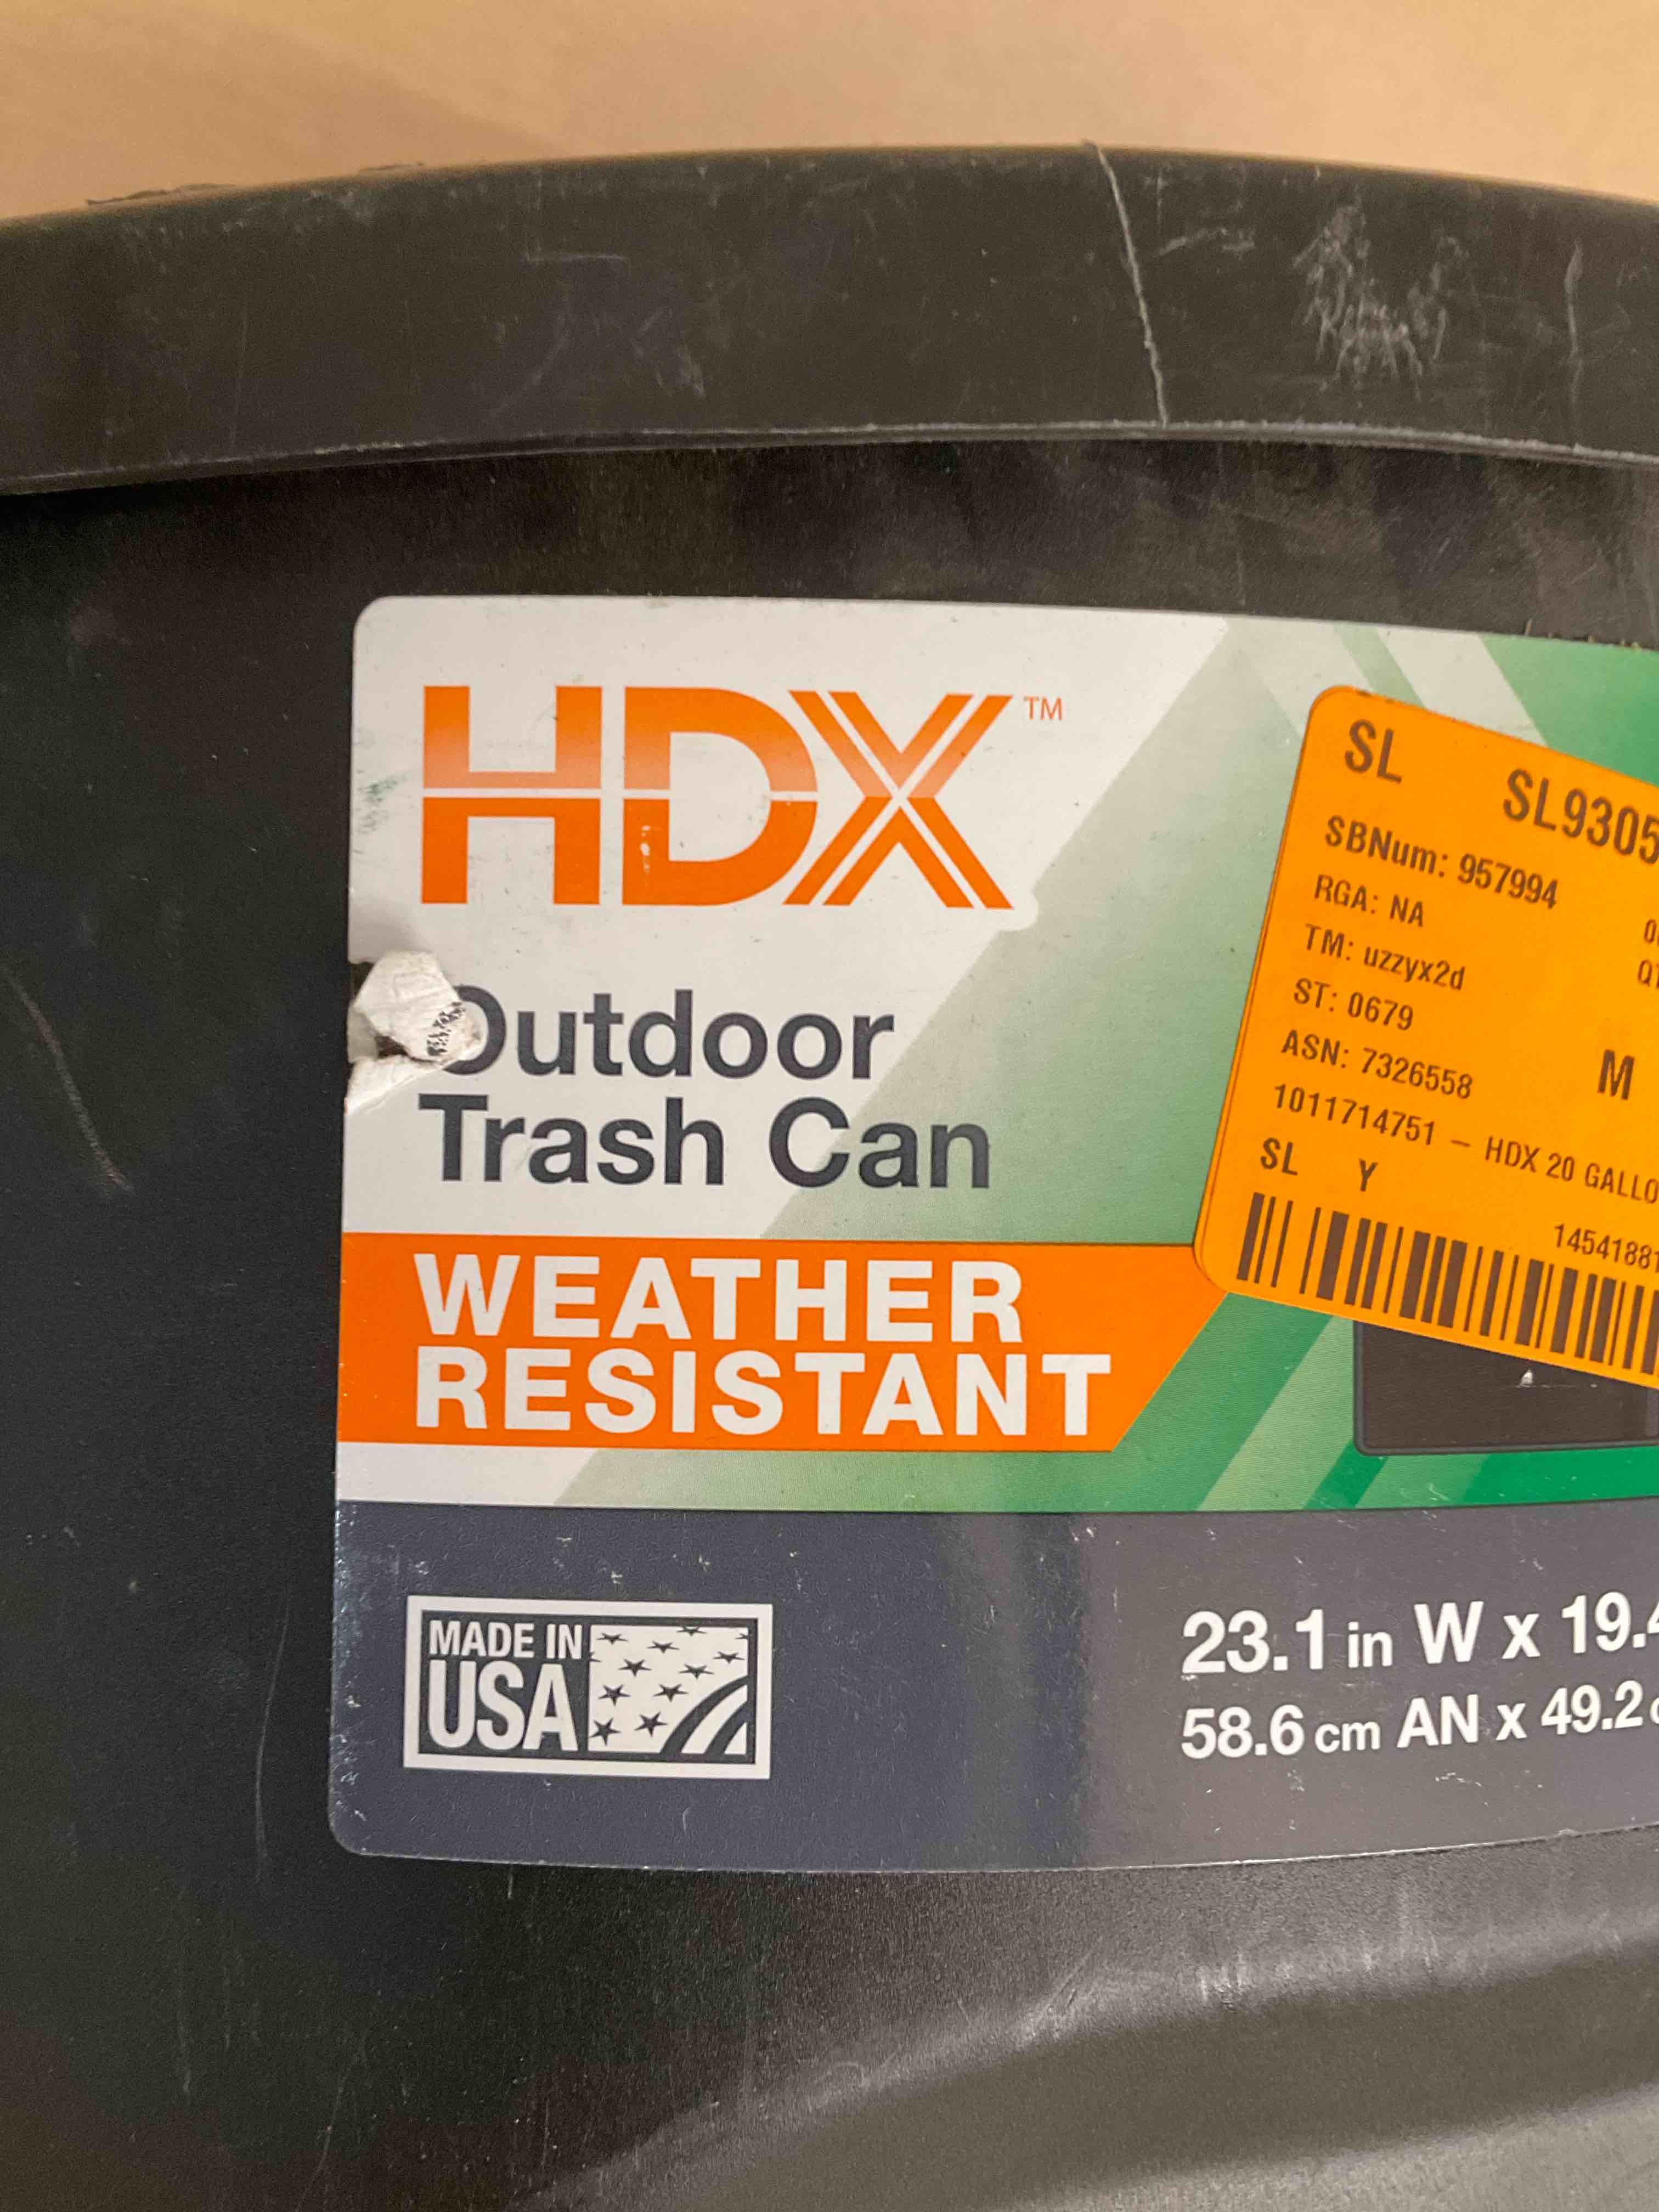 HDX™
Outdoor
Trash Can
WEATHER
RESISTANT
MADE IN
USA
23.1 in W x 19.4
58.6 cm AN x 49.2
SL SL9305
SBNum: 957994
RGA: NA
TM: uzzyx2d
ST: 0679
ASN: 7326558
M
1011714751 – HDX 20 GALLO
SL Y
14541881